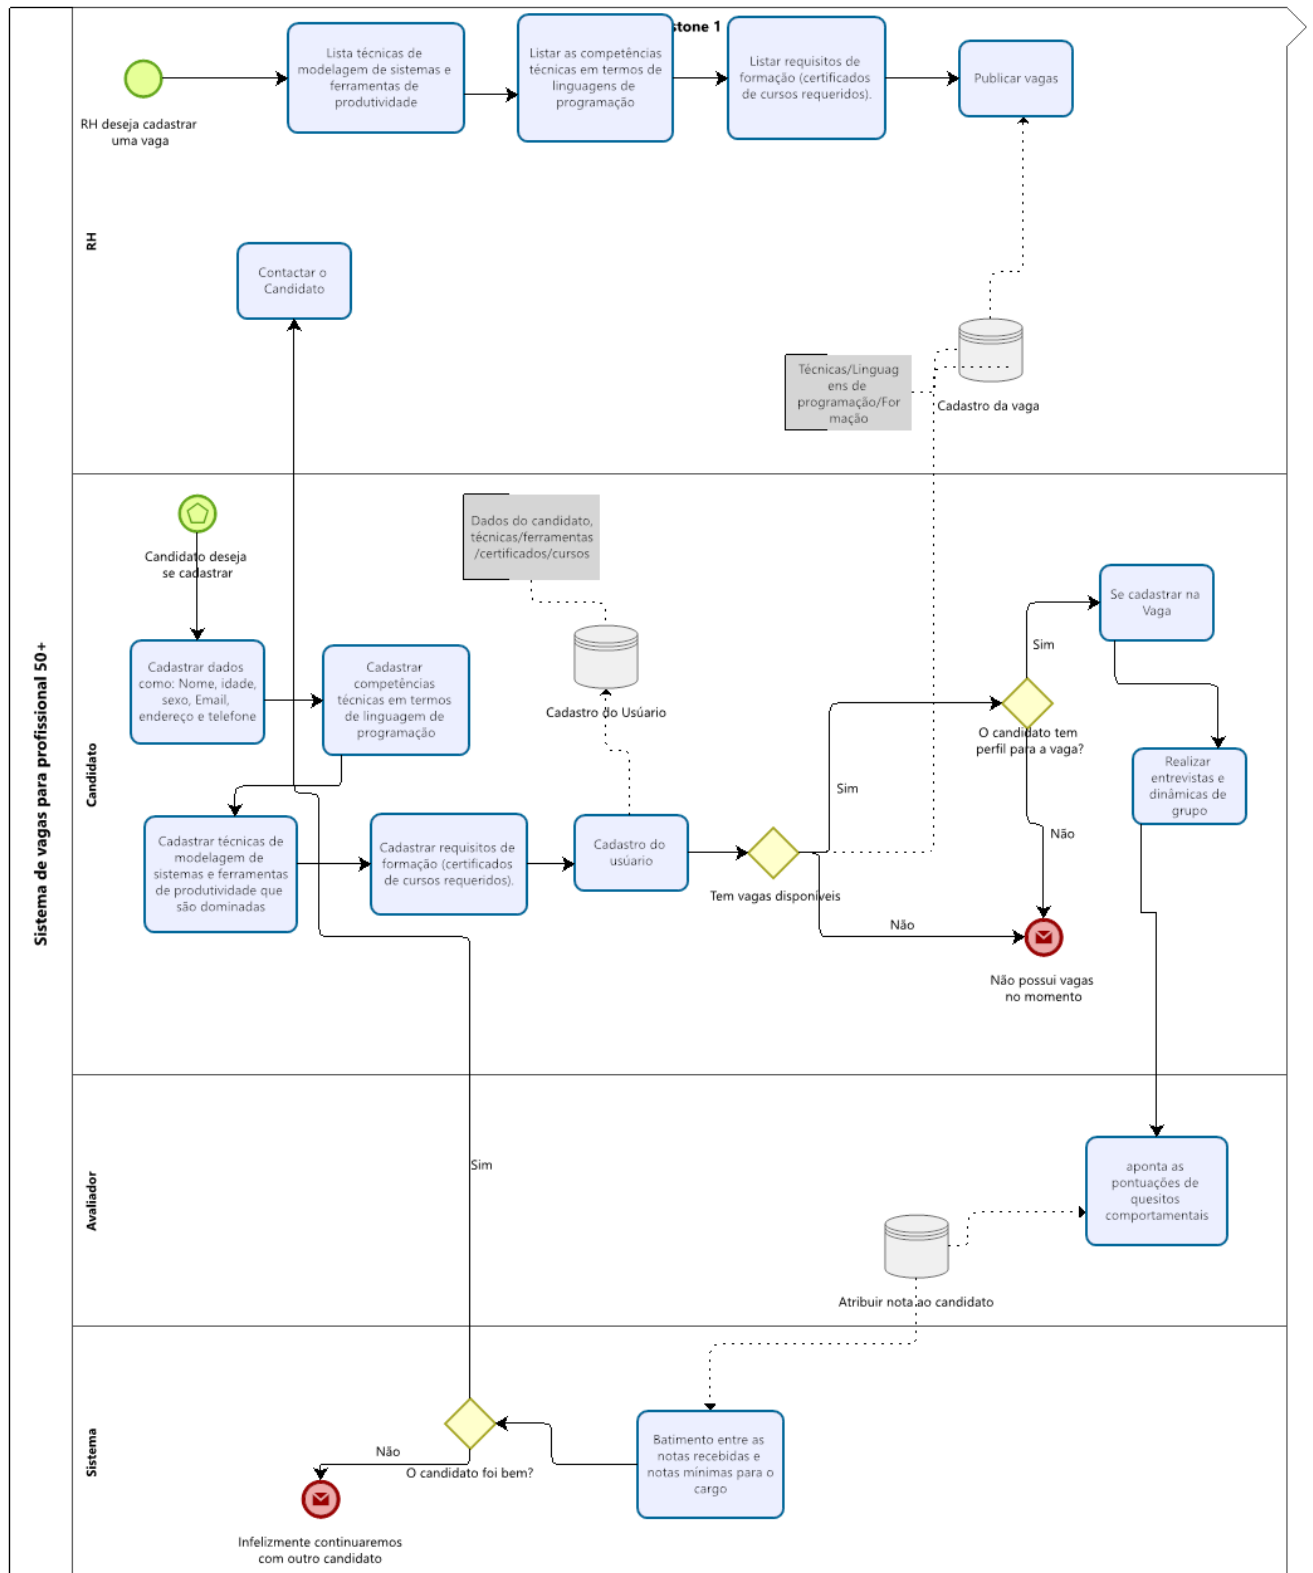 stone 1
Lista técnicas de
modelagem de sistemas e
ferramentas de
produtividade
Listar as competências
técnicas em termos de
linguagens de
programação
Listar requisitos de
formação (certificados
de cursos requeridos).
Publicar vagas
RH deseja cadastrar
uma vaga
RH
Contactar o
Candidato
Técnicas/Linguag
ens de
programação/For
mação
Cadastro da vaga
Sistema de vagas para profissional 50+
Candidato
Candidato deseja
se cadastrar
Dados do candidato,
técnicas/ferramentas
/certificados/cursos
Cadastro do Usúario
Cadastrar dados
como: Nome, idade,
sexo, Email,
endereço e telefone
Cadastrar
competências
técnicas em termos
de linguagem de
programação
Cadastrar técnicas de
modelagem de
sistemas e ferramentas
de produtividade que
são dominadas
Cadastrar requisitos de
formação (certificados
de cursos requeridos).
Cadastro do
usúario
Tem vagas disponíveis
Sim
Não
O candidato tem
perfil para a vaga?
Sim
Não
Se cadastrar na
Vaga
Realizar
entrevistas e
dinâmicas de
grupo
Não possui vagas
no momento
Avaliador
Sim
aponta as
pontuações de
quesitos
comportamentais
Atribuir nota ao candidato
Sistema
Batimento entre as
notas recebidas e
notas mínimas para o
cargo
Não
O candidato foi bem?
Infelizmente continuaremos
com outro candidato